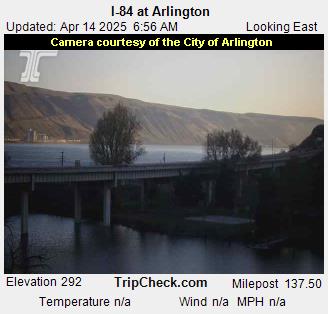 I-84 at Arlington
Updated: Apr 14 2025 6:56 AM Looking East
Camera courtesy of the City of Arlington
Elevation 292 TripCheck.com Milepost 137.50
Temperature n/a Wind n/a MPH n/a